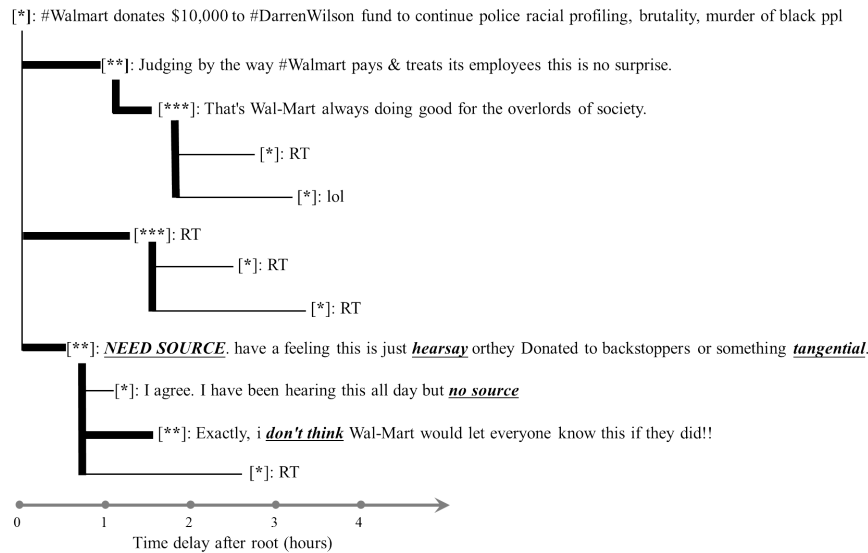 [*]: #Walmart donates $10,000 to #DarrenWilson fund to continue police racial profiling, brutality, murder of black ppl
[**]: Judging by the way #Walmart pays & treats its employees this is no surprise.
[***]: That's Wal-Mart always doing good for the overlords of society.
[*]: RT
[*]: lol
[***]: RT
[*]: RT
[*]: RT
[**]: NEED SOURCE. have a feeling this is just hearsay orthey Donated to backstoppers or something tangential.
[*]: I agree. I have been hearing this all day but no source
[**]: Exactly, i don't think Wal-Mart would let everyone know this if they did!!
[*]: RT
0 1 2 3 4
Time delay after root (hours)